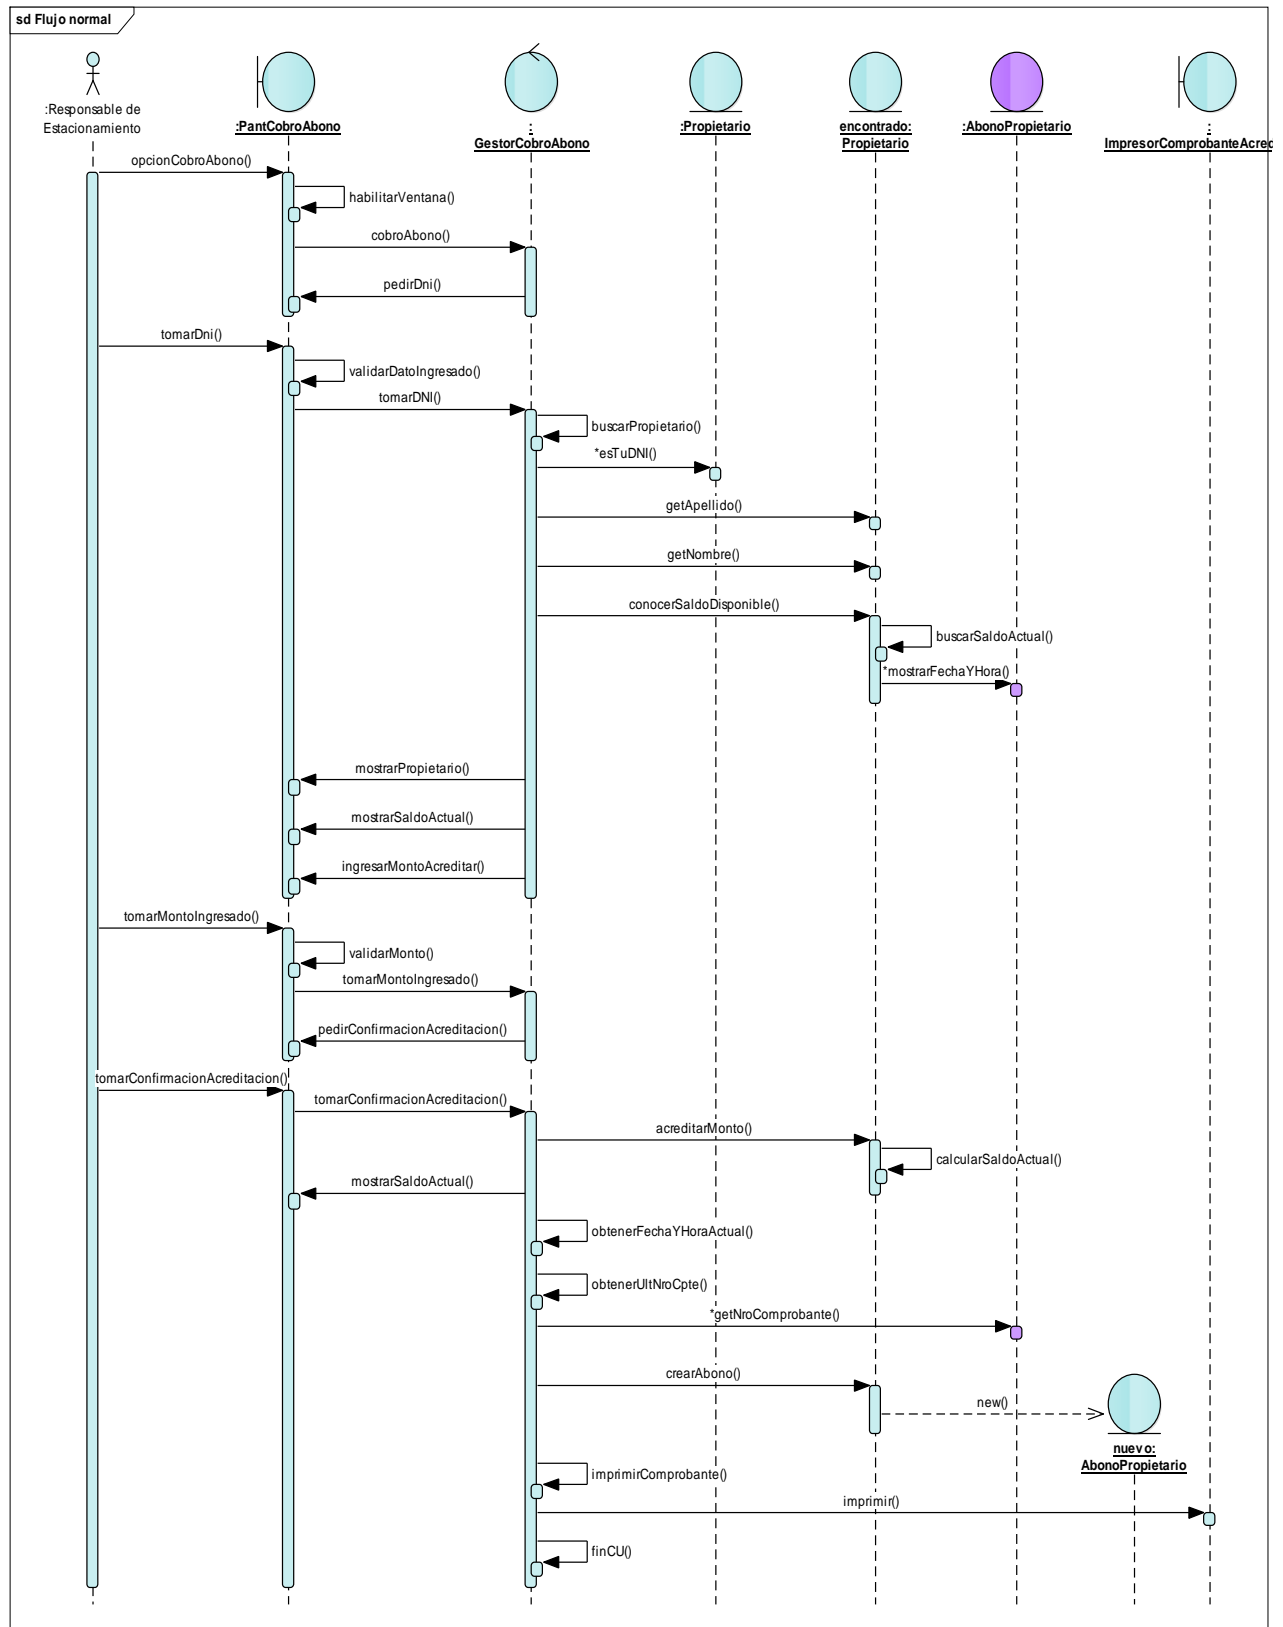 sd Flujo normal
:Responsable de
Estacionamiento
:PantCobroAbono
:
GestorCobroAbono
:Propietario
encontrado:
Propietario
:AbonoPropietario
:
ImpresorComprobanteAcred
opcionCobroAbono()
habilitarVentana()
cobroAbono()
pedirDni()
tomarDni()
validarDatoIngresado()
tomarDNI()
buscarPropietario()
*esTuDNI()
getApellido()
getNombre()
conocerSaldoDisponible()
buscarSaldoActual()
*mostrarFechaYHora()
mostrarPropietario()
mostrarSaldoActual()
ingresarMontoAcreditar()
tomarMontoIngresado()
validarMonto()
tomarMontoIngresado()
pedirConfirmacionAcreditacion()
tomarConfirmacionAcreditacion()
tomarConfirmacionAcreditacion()
acreditarMonto()
calcularSaldoActual()
mostrarSaldoActual()
obtenerFechaYHoraActual()
obtenerUltNroCpte()
*getNroComprobante()
crearAbono()
new()
nuevo:
AbonoPropietario
imprimirComprobante()
imprimir()
finCU()